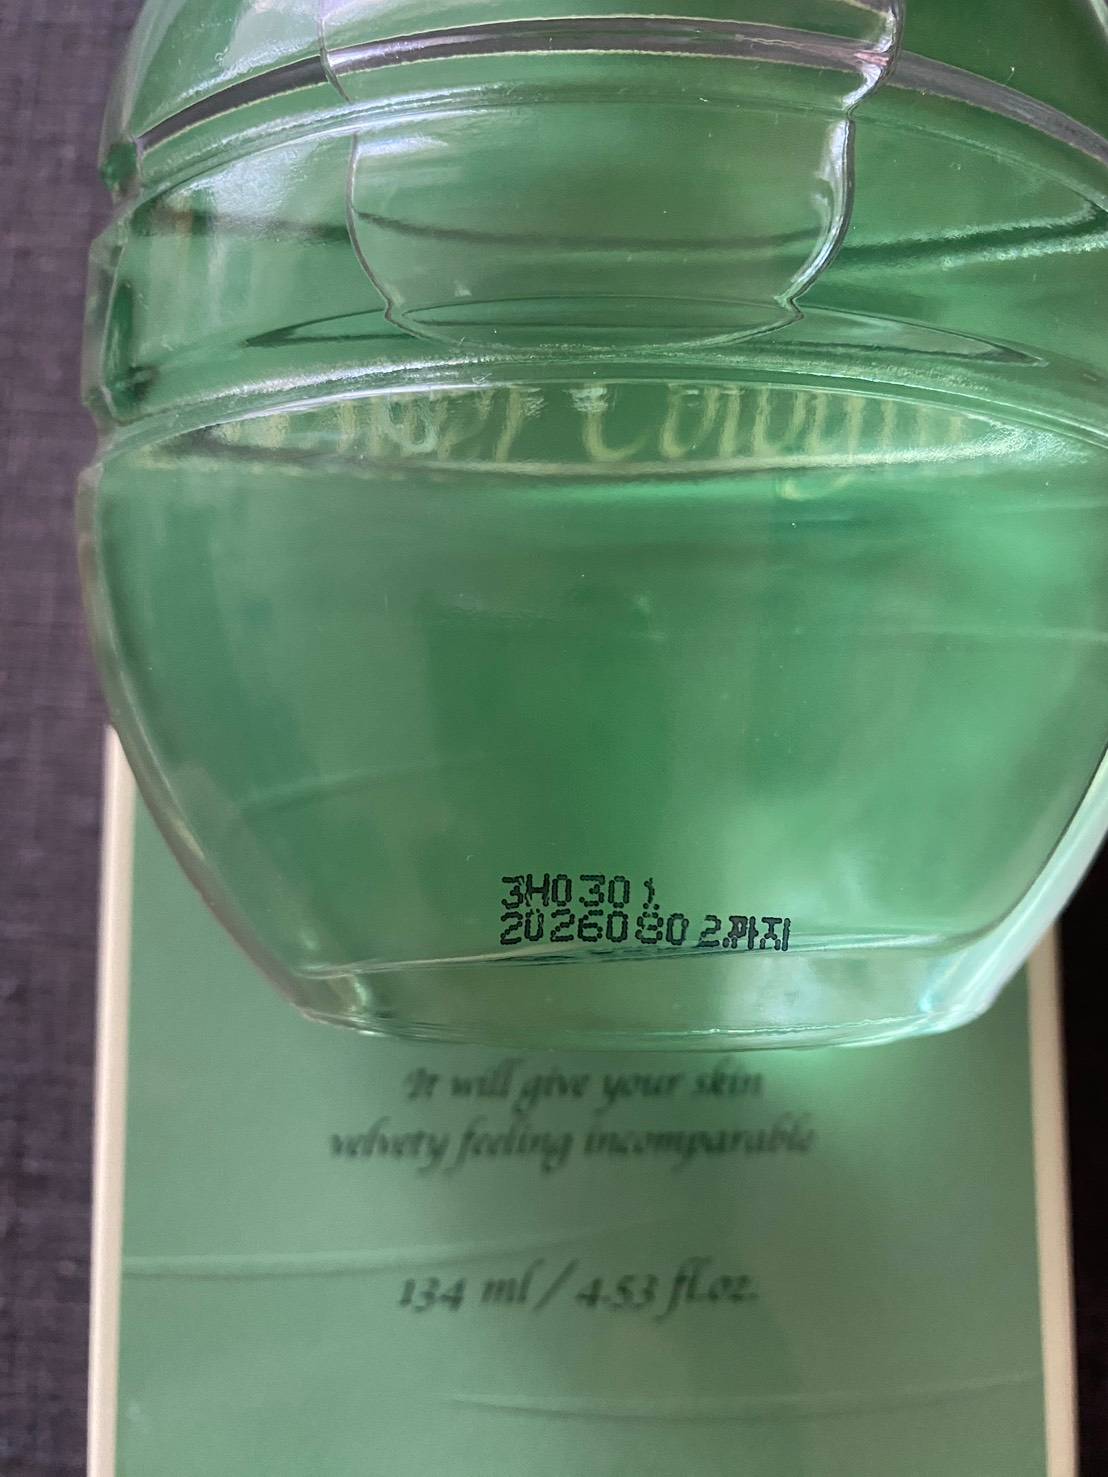 Cologne
3H0301
20260802까지
It will give your skin
velvety feeling incomparable
134 ml / 4.53 fl.oz.